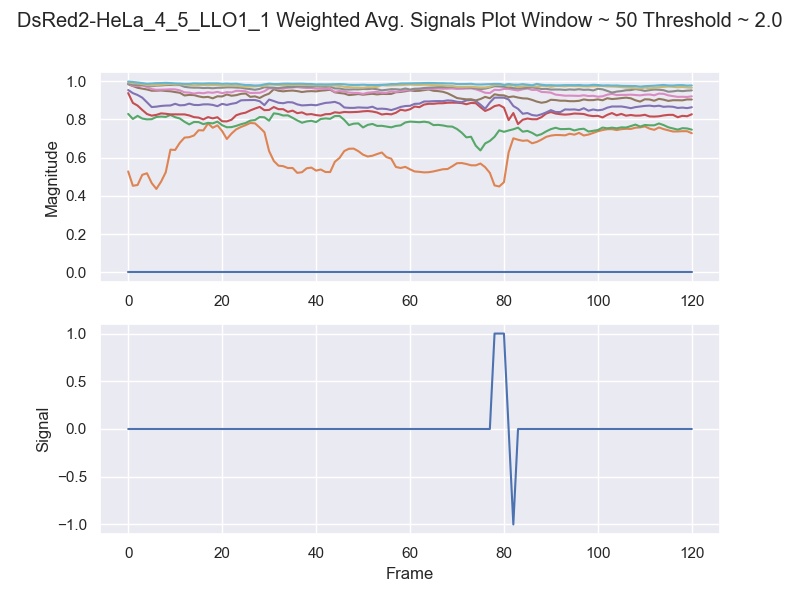 DsRed2-HeLa_4_5_LLO1_1 Weighted Avg. Signals Plot Window ~ 50 Threshold ~ 2.0
1.0
0.8
0.6
0.4
0.2
0.0
Magnitude
0 20 40 60 80 100 120
1.0
0.5
0.0
−0.5
−1.0
Signal
0 20 40 60 80 100 120
Frame